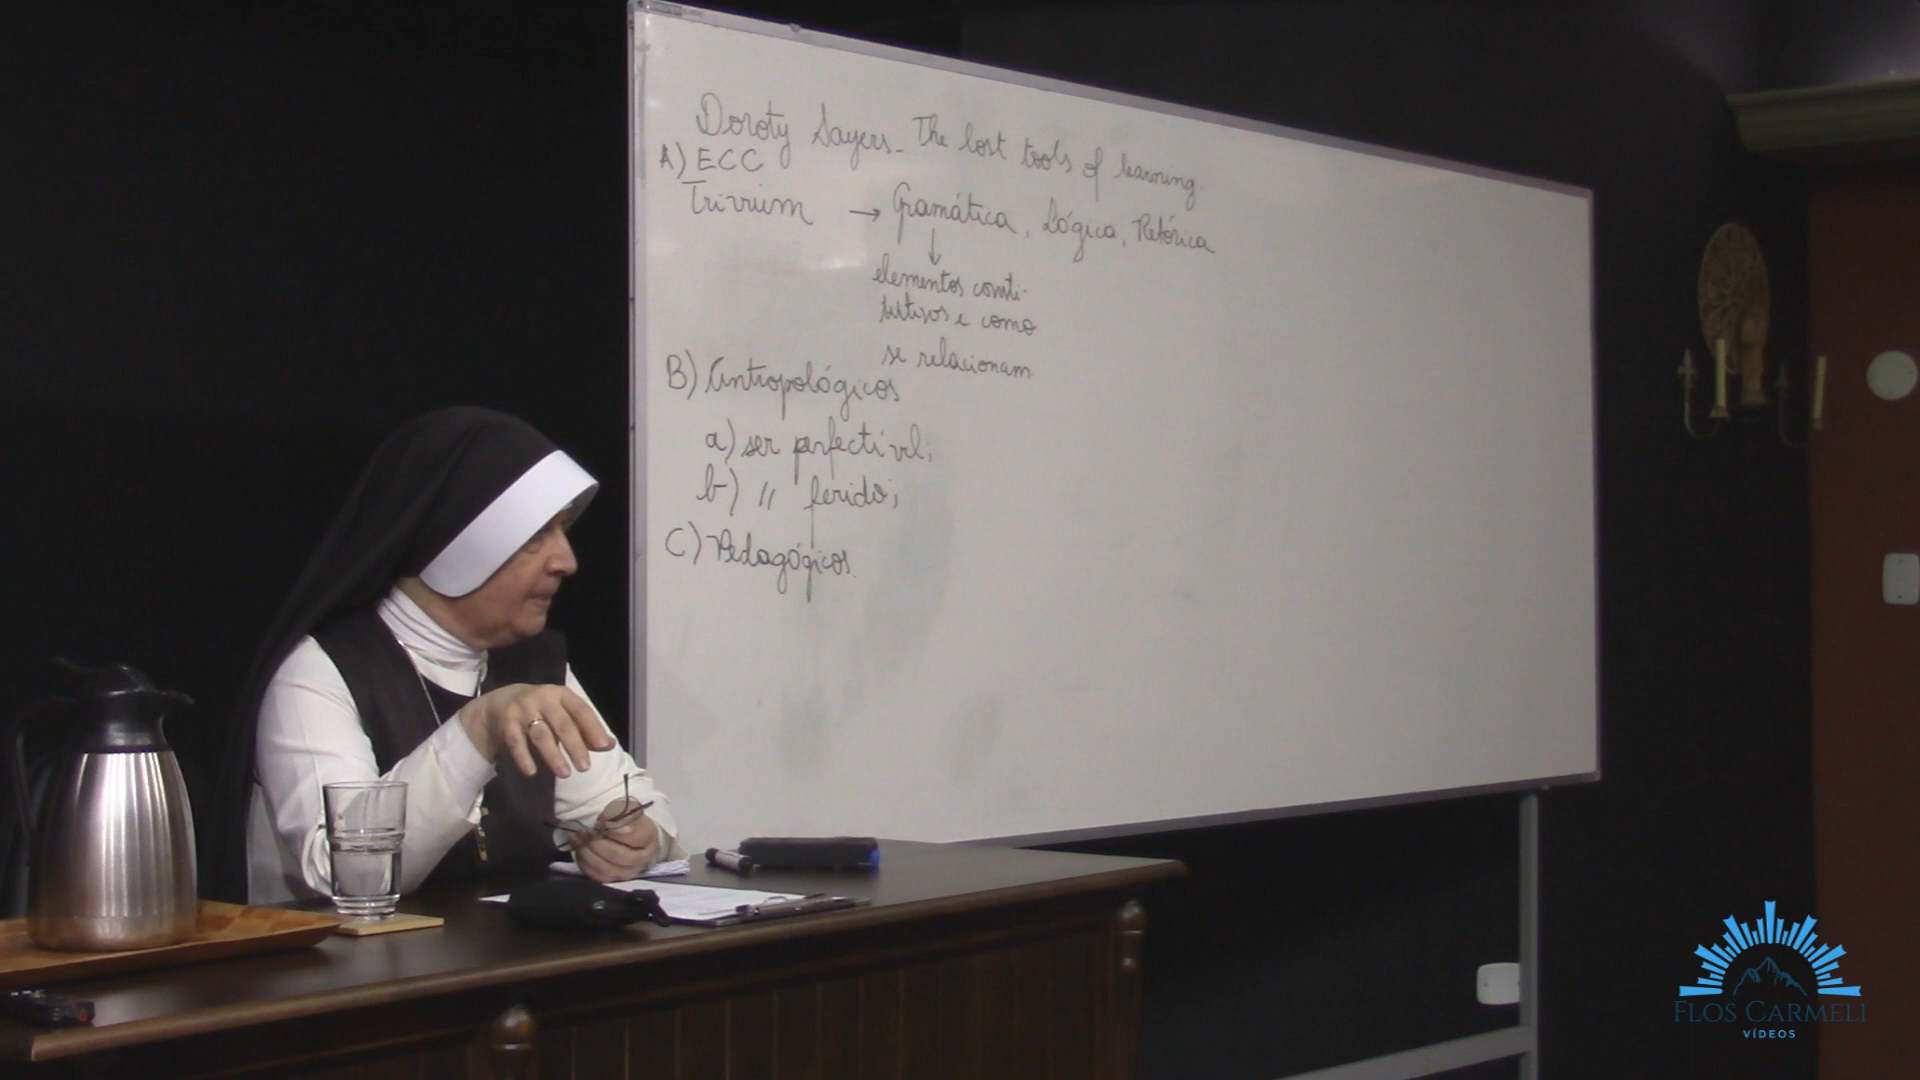 Doroty Sayers - The lost tools of learning
A) ECC
Trivium → Gramática, Lógica, Retórica
↓
elementos consti-
tutivos e como
se relacionam
B) Antropológicos
a) ser perfectível;
b) " ferido;
C) Pedagógicos.
FLOS CARMELI
VÍDEOS